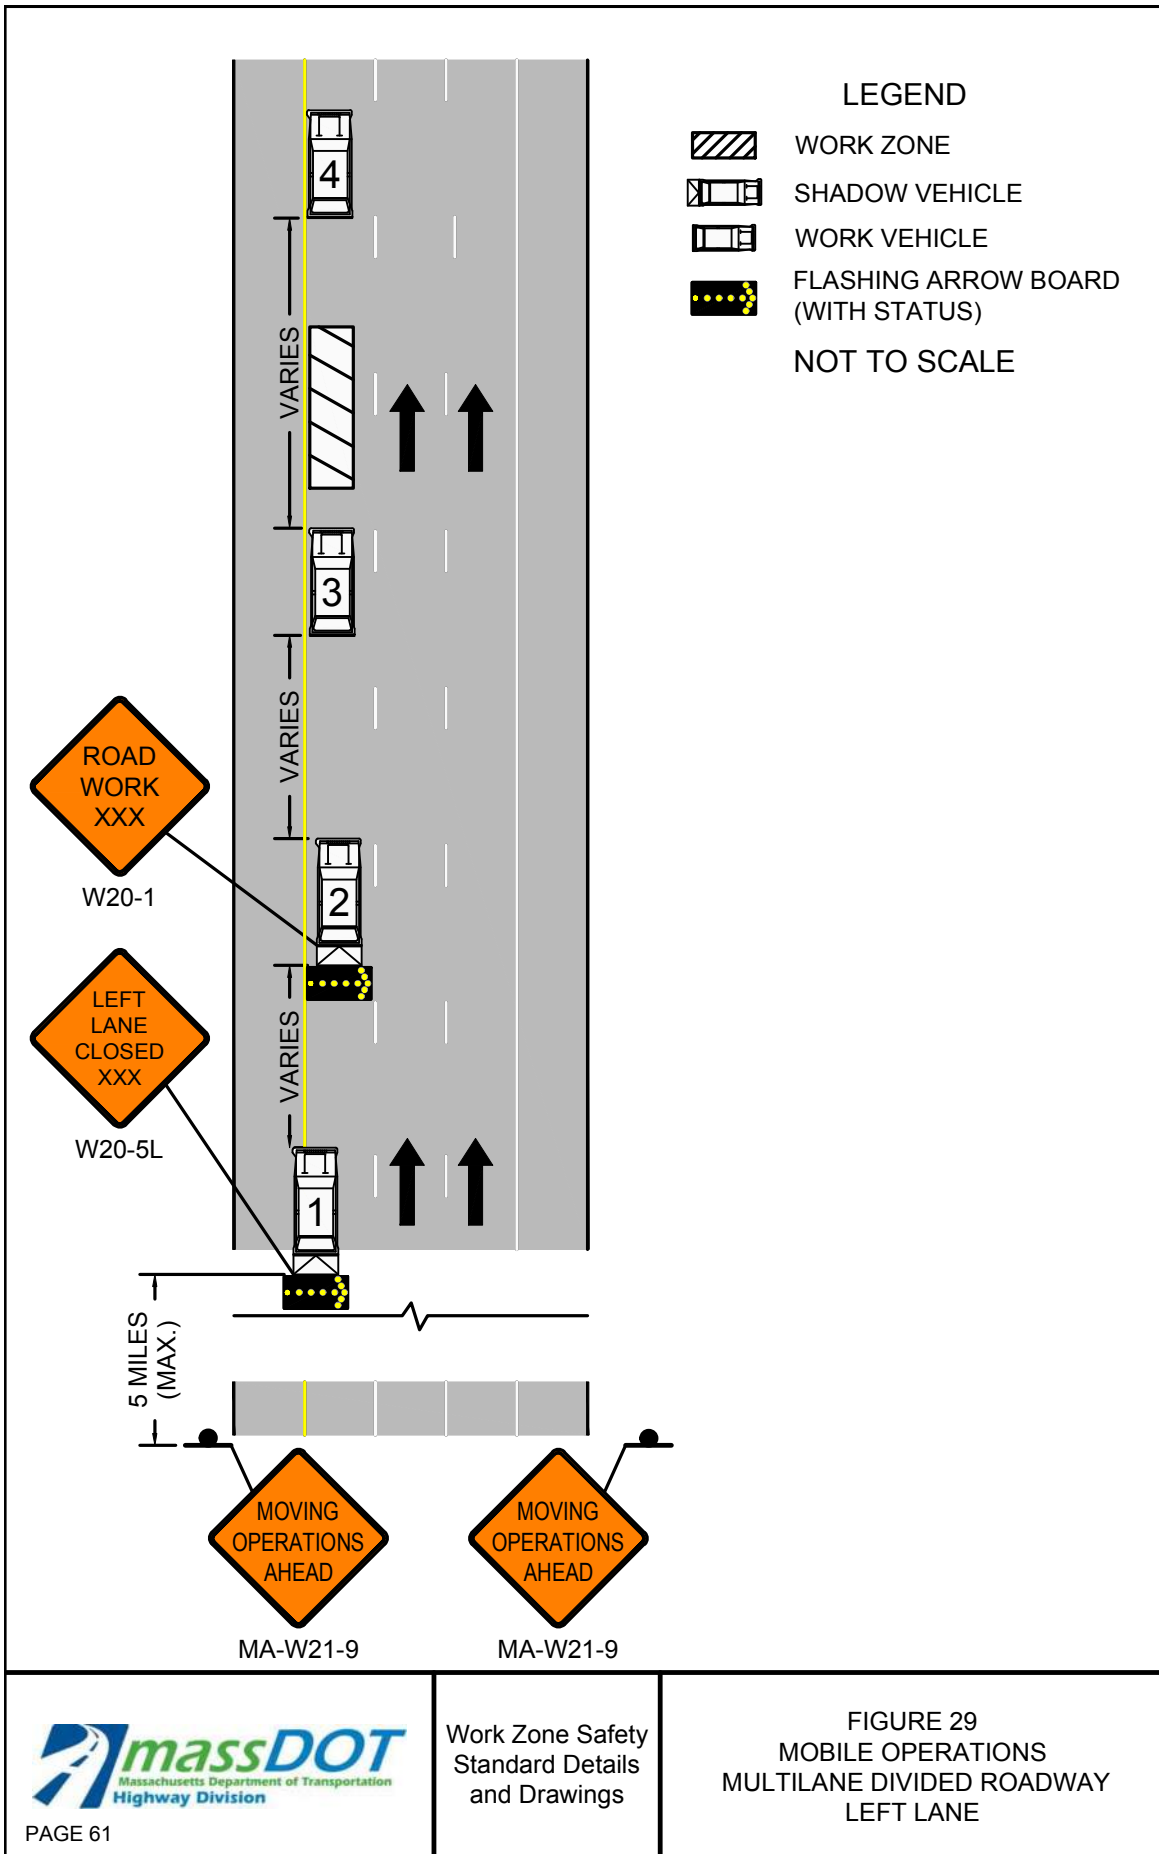 LEGEND
WORK ZONE
SHADOW VEHICLE
WORK VEHICLE
FLASHING ARROW BOARD
(WITH STATUS)
NOT TO SCALE
4
VARIES
3
VARIES
ROAD
WORK
XXX
W20-1
2
LEFT
LANE
CLOSED
XXX
W20-5L
VARIES
1
5 MILES
(MAX.)
MOVING
OPERATIONS
AHEAD
MA-W21-9
MOVING
OPERATIONS
AHEAD
MA-W21-9
massDOT
Massachusetts Department of Transportation
Highway Division
PAGE 61
Work Zone Safety
Standard Details
and Drawings
FIGURE 29
MOBILE OPERATIONS
MULTILANE DIVIDED ROADWAY
LEFT LANE